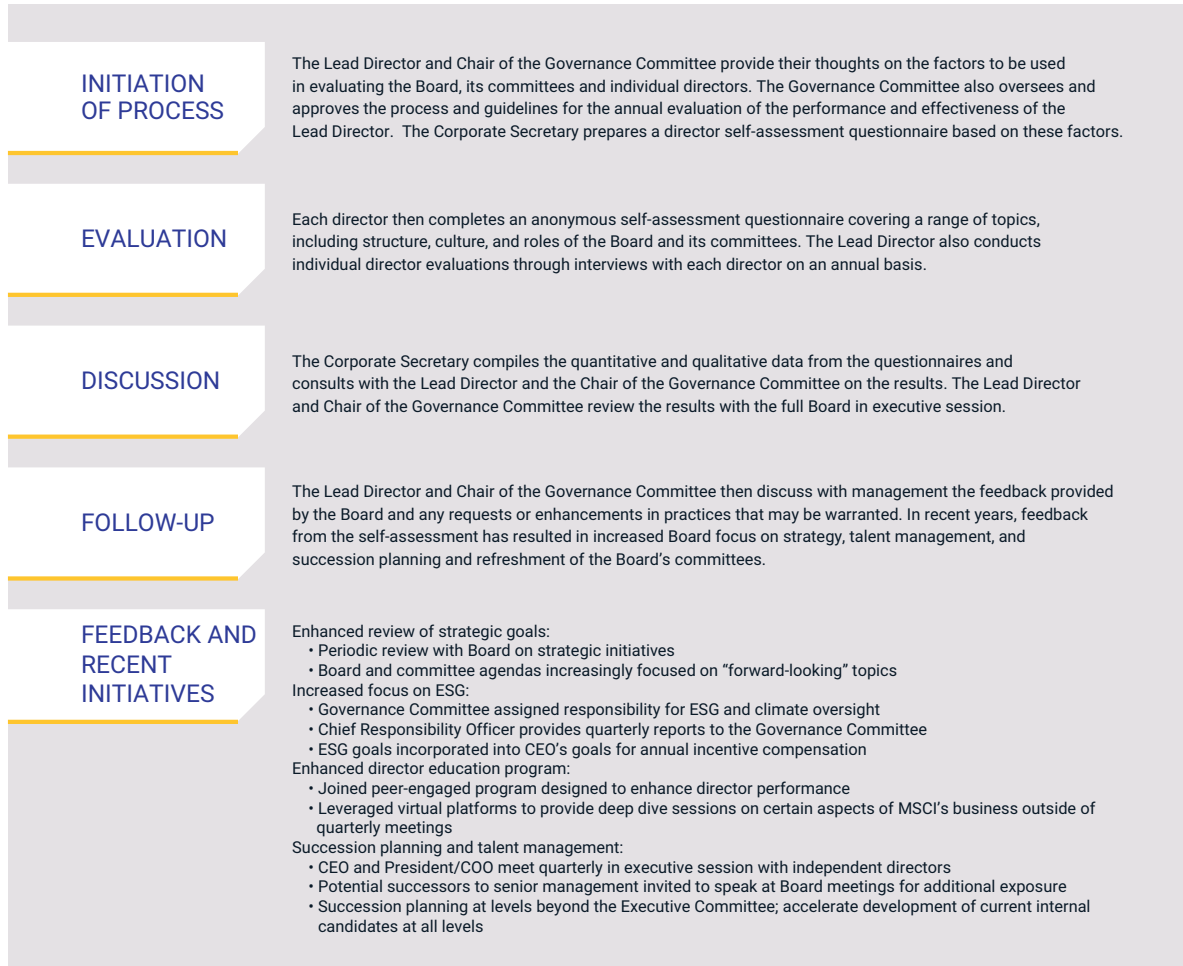 INITIATION
OF PROCESS
The Lead Director and Chair of the Governance Committee provide their thoughts on the factors to be used
in evaluating the Board, its committees and individual directors. The Governance Committee also oversees and
approves the process and guidelines for the annual evaluation of the performance and effectiveness of the
Lead Director.  The Corporate Secretary prepares a director self-assessment questionnaire based on these factors.
EVALUATION
Each director then completes an anonymous self-assessment questionnaire covering a range of topics,
including structure, culture, and roles of the Board and its committees. The Lead Director also conducts
individual director evaluations through interviews with each director on an annual basis.
DISCUSSION
The Corporate Secretary compiles the quantitative and qualitative data from the questionnaires and
consults with the Lead Director and the Chair of the Governance Committee on the results. The Lead Director
and Chair of the Governance Committee review the results with the full Board in executive session.
FOLLOW-UP
The Lead Director and Chair of the Governance Committee then discuss with management the feedback provided
by the Board and any requests or enhancements in practices that may be warranted. In recent years, feedback
from the self-assessment has resulted in increased Board focus on strategy, talent management, and
succession planning and refreshment of the Board’s committees.
FEEDBACK AND
RECENT
INITIATIVES
Enhanced review of strategic goals:
• Periodic review with Board on strategic initiatives
• Board and committee agendas increasingly focused on “forward-looking” topics
Increased focus on ESG:
• Governance Committee assigned responsibility for ESG and climate oversight
• Chief Responsibility Officer provides quarterly reports to the Governance Committee
• ESG goals incorporated into CEO’s goals for annual incentive compensation
Enhanced director education program:
• Joined peer-engaged program designed to enhance director performance
• Leveraged virtual platforms to provide deep dive sessions on certain aspects of MSCI’s business outside of
quarterly meetings
Succession planning and talent management:
• CEO and President/COO meet quarterly in executive session with independent directors
• Potential successors to senior management invited to speak at Board meetings for additional exposure
• Succession planning at levels beyond the Executive Committee; accelerate development of current internal
candidates at all levels